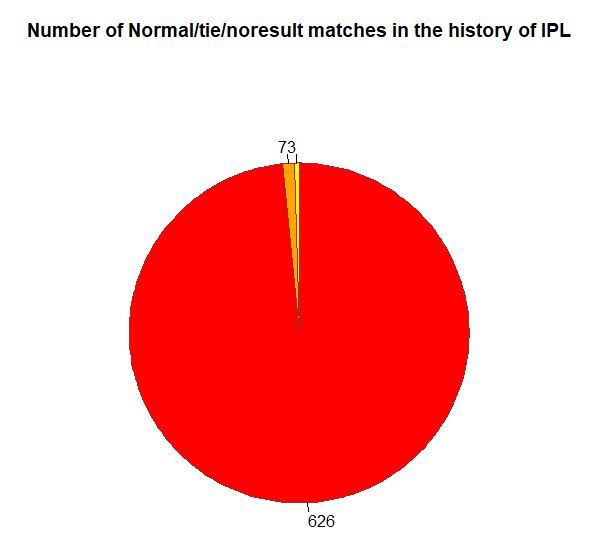 Number of Normal/tie/noresult matches in the history of IPL
73
626